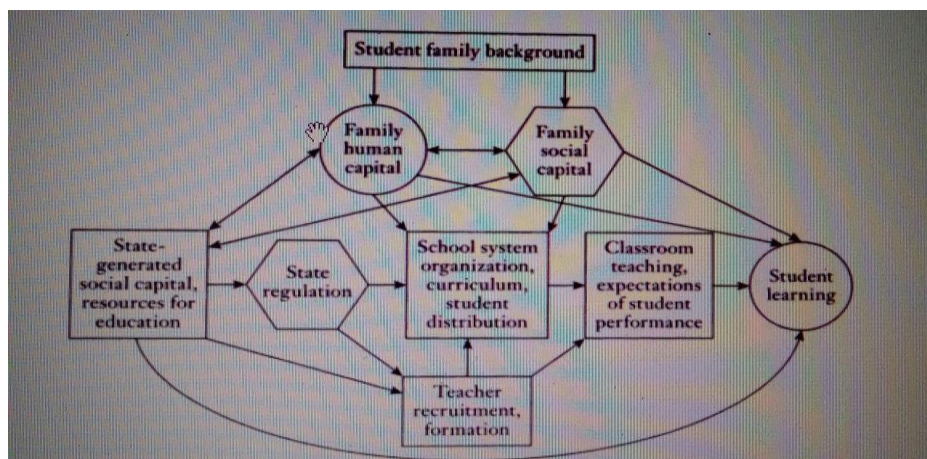 Student family background
Family
human
capital
Family
social
capital
State-
generated
social capital,
resources for
education
State
regulation
School system
organization,
curriculum,
student
distribution
Classroom
teaching,
expectations
of student
performance
Student
learning
Teacher
recruitment,
formation